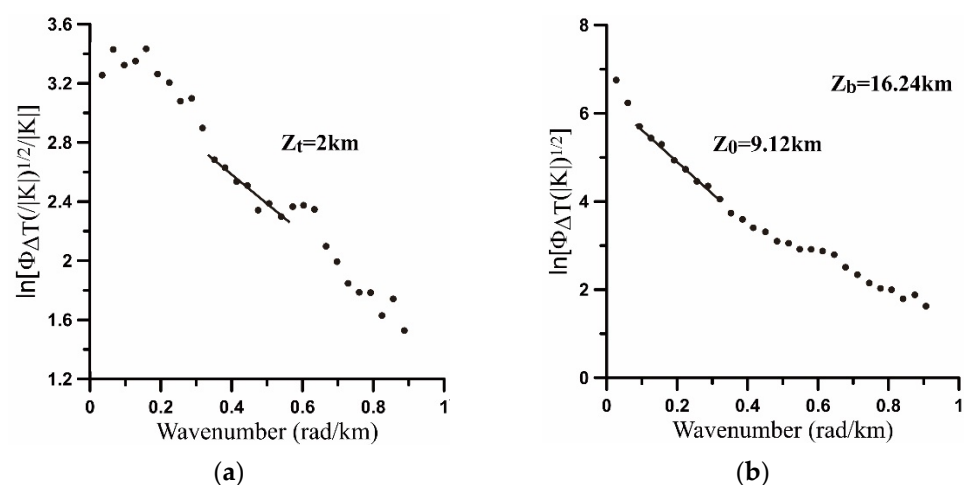 3.6
3.2
2.8
2.4
2
1.6
1.2
0
0.2
0.4
0.6
0.8
1
ln[ΦΔT(/|K|)1/2/|K|]
Zt=2km
Wavenumber (rad/km)
(a)
8
6
4
2
0
0
0.2
0.4
0.6
0.8
1
ln[ΦΔT(|K|)1/2]
Zb=16.24km
Z0=9.12km
Wavenumber (rad/km)
(b)